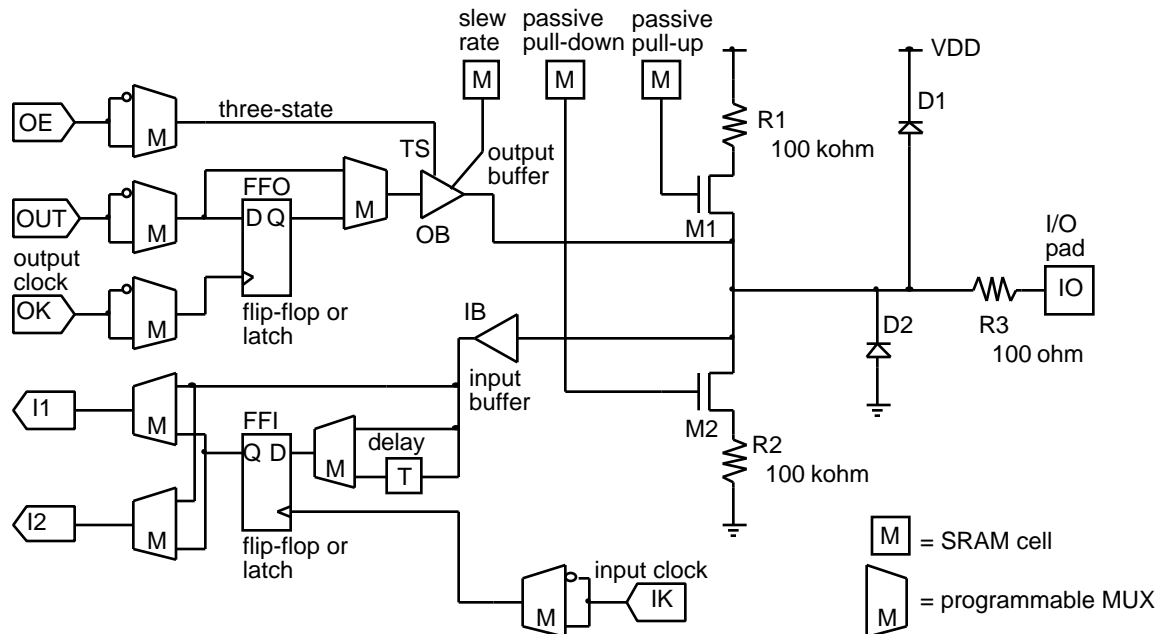 slew
rate
passive
pull-down
passive
pull-up
VDD
M
M
M
D1
OE
M
three-state
R1
100 kohm
TS
output
buffer
OUT
M
FFO
D Q
M
OB
M1
I/O
pad
IO
output
clock
OK
M
flip-flop or
latch
IB
D2
R3
100 ohm
input
buffer
I1
M
FFI
Q D
M
delay
T
M2
R2
100 kohm
I2
M
flip-flop or
latch
M
input clock
IK
M = SRAM cell
M = programmable MUX